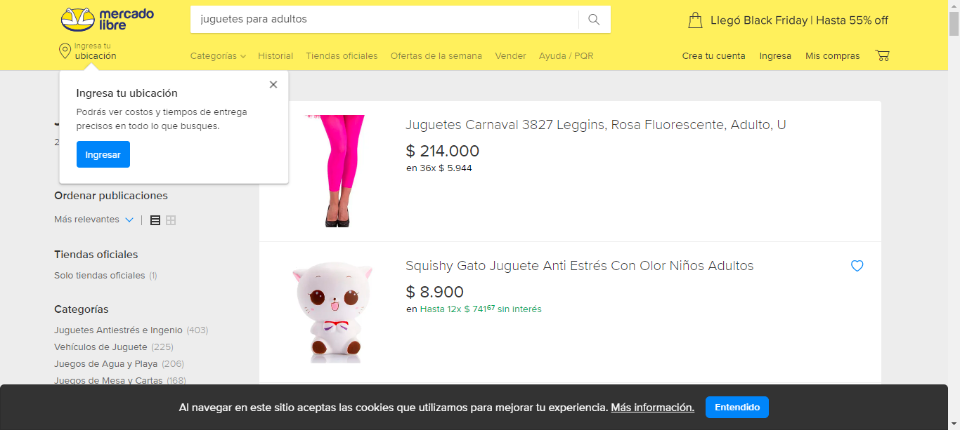 mercado
libre
juguetes para adultos
Llegó Black Friday | Hasta 55% off
Ingresa tu
ubicación
Categorías
Historial
Tiendas oficiales
Ofertas de la semana
Vender
Ayuda / PQR
Crea tu cuenta
Ingresa
Mis compras
Ingresa tu ubicación
Podrás ver costos y tiempos de entrega
precisos en todo lo que busques.
Ingresar
Ordenar publicaciones
Más relevantes
Tiendas oficiales
Solo tiendas oficiales (1)
Categorías
Juguetes Antiestrés e Ingenio (403)
Vehículos de Juguete (225)
Juegos de Agua y Playa (206)
Juegos de Mesa y Cartas (168)
Juguetes Carnaval 3827 Leggins, Rosa Fluorescente, Adulto, U
$ 214.000
en 36x $ 5.944
Squishy Gato Juguete Anti Estrés Con Olor Niños Adultos
$ 8.900
en Hasta 12x $ 741⁶⁷ sin interés
Al navegar en este sitio aceptas las cookies que utilizamos para mejorar tu experiencia. Más información.
Entendido